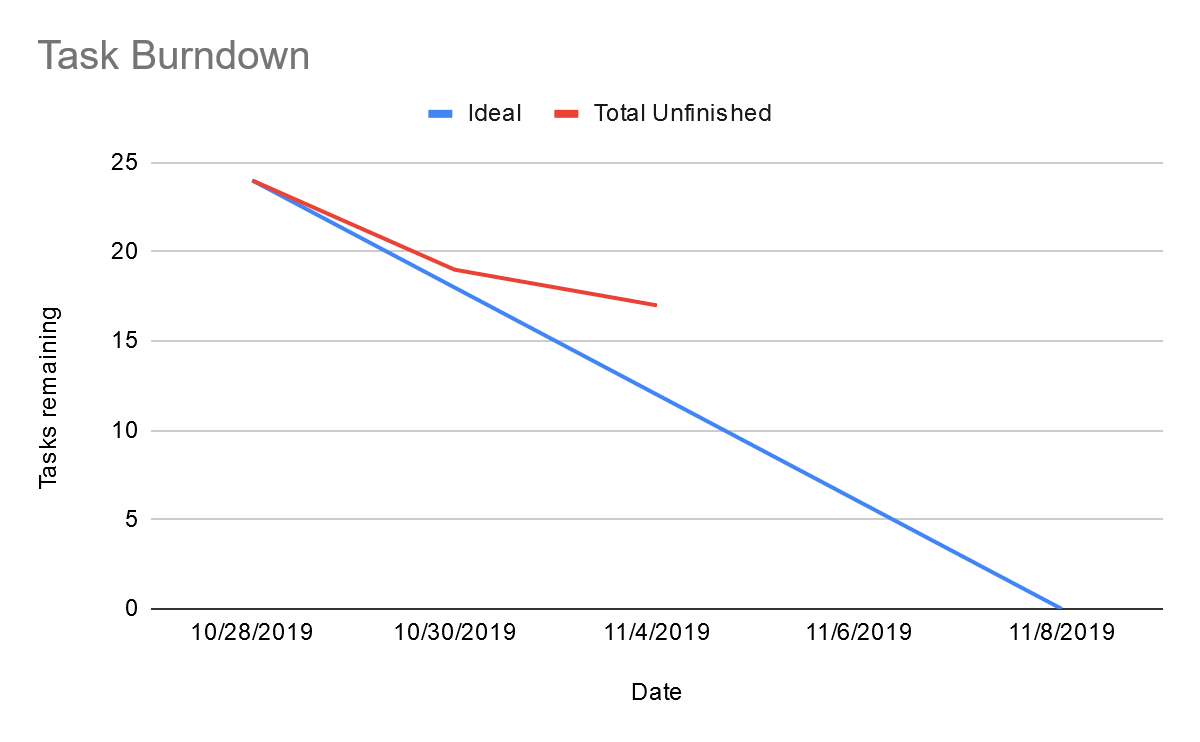 Task Burndown
Ideal Total Unfinished
25
20
15
10
5
0
Tasks remaining
10/28/2019 10/30/2019 11/4/2019 11/6/2019 11/8/2019
Date